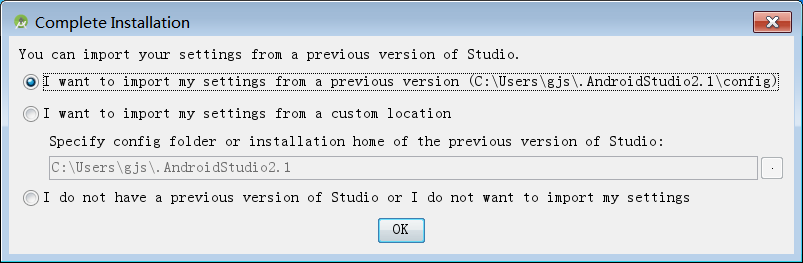 Complete Installation
You can import your settings from a previous version of Studio.
I want to import my settings from a previous version (C:\Users\gjs\.AndroidStudio2.1\config)
I want to import my settings from a custom location
Specify config folder or installation home of the previous version of Studio:
C:\Users\gjs\.AndroidStudio2.1
.
I do not have a previous version of Studio or I do not want to import my settings
OK